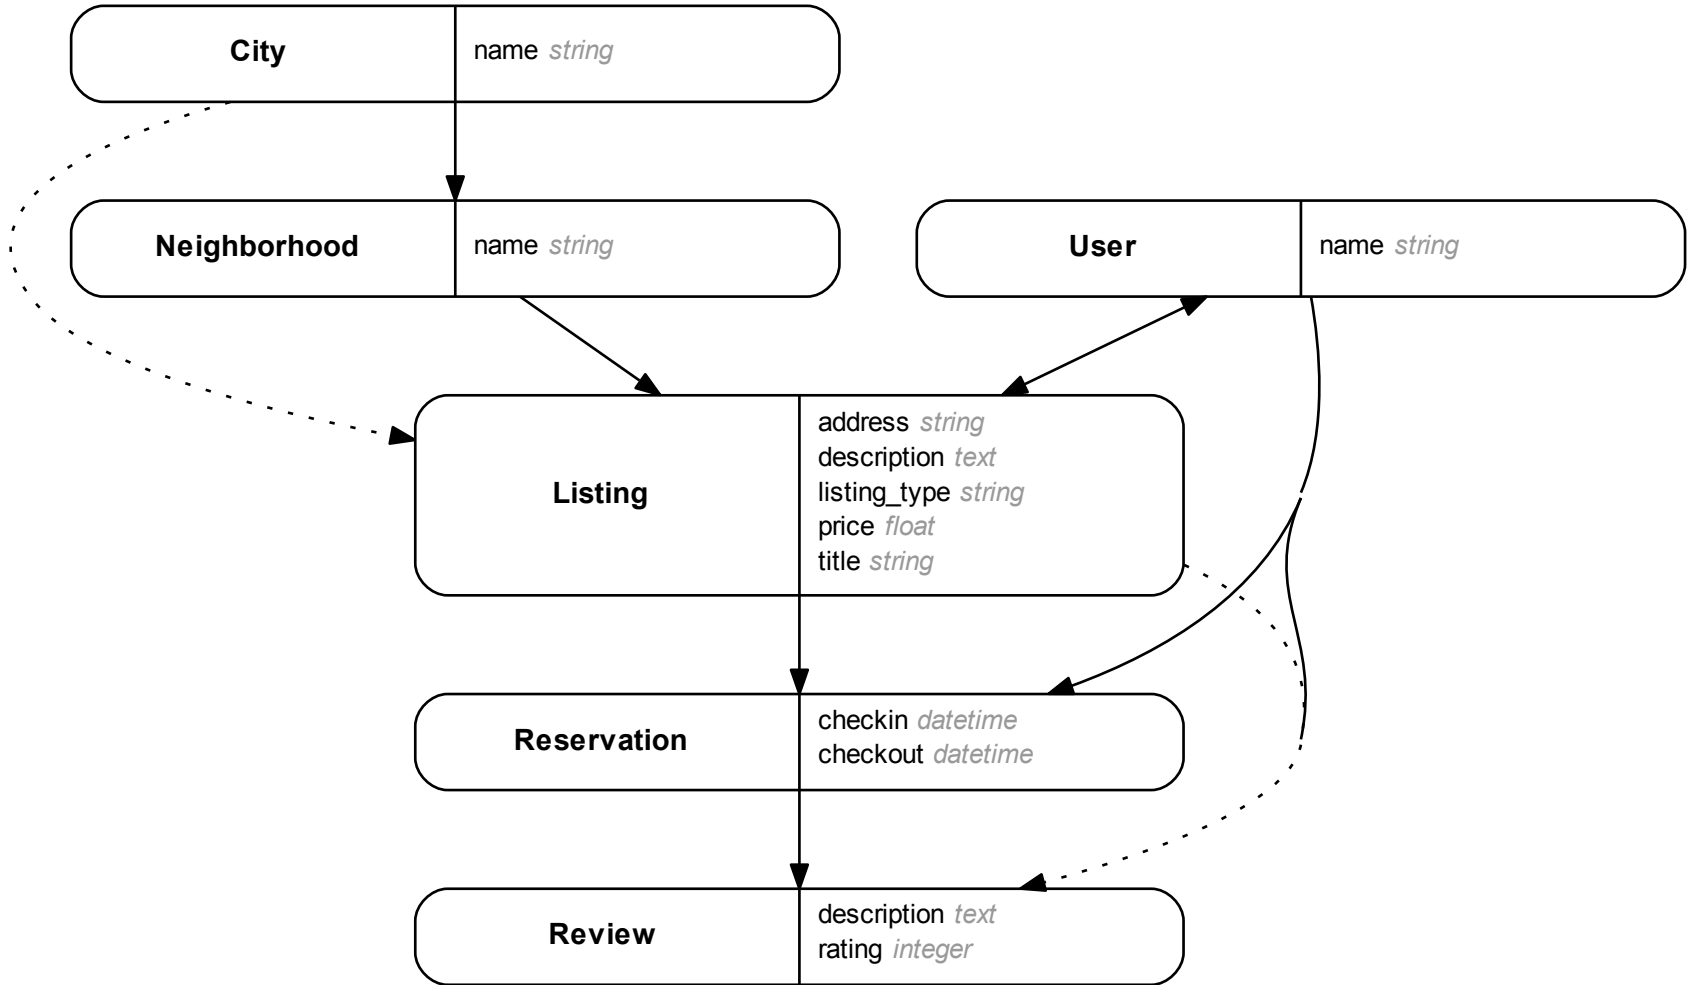 City
name string
Neighborhood
name string
User
name string
Listing
address string
description text
listing_type string
price float
title string
Reservation
checkin datetime
checkout datetime
Review
description text
rating integer